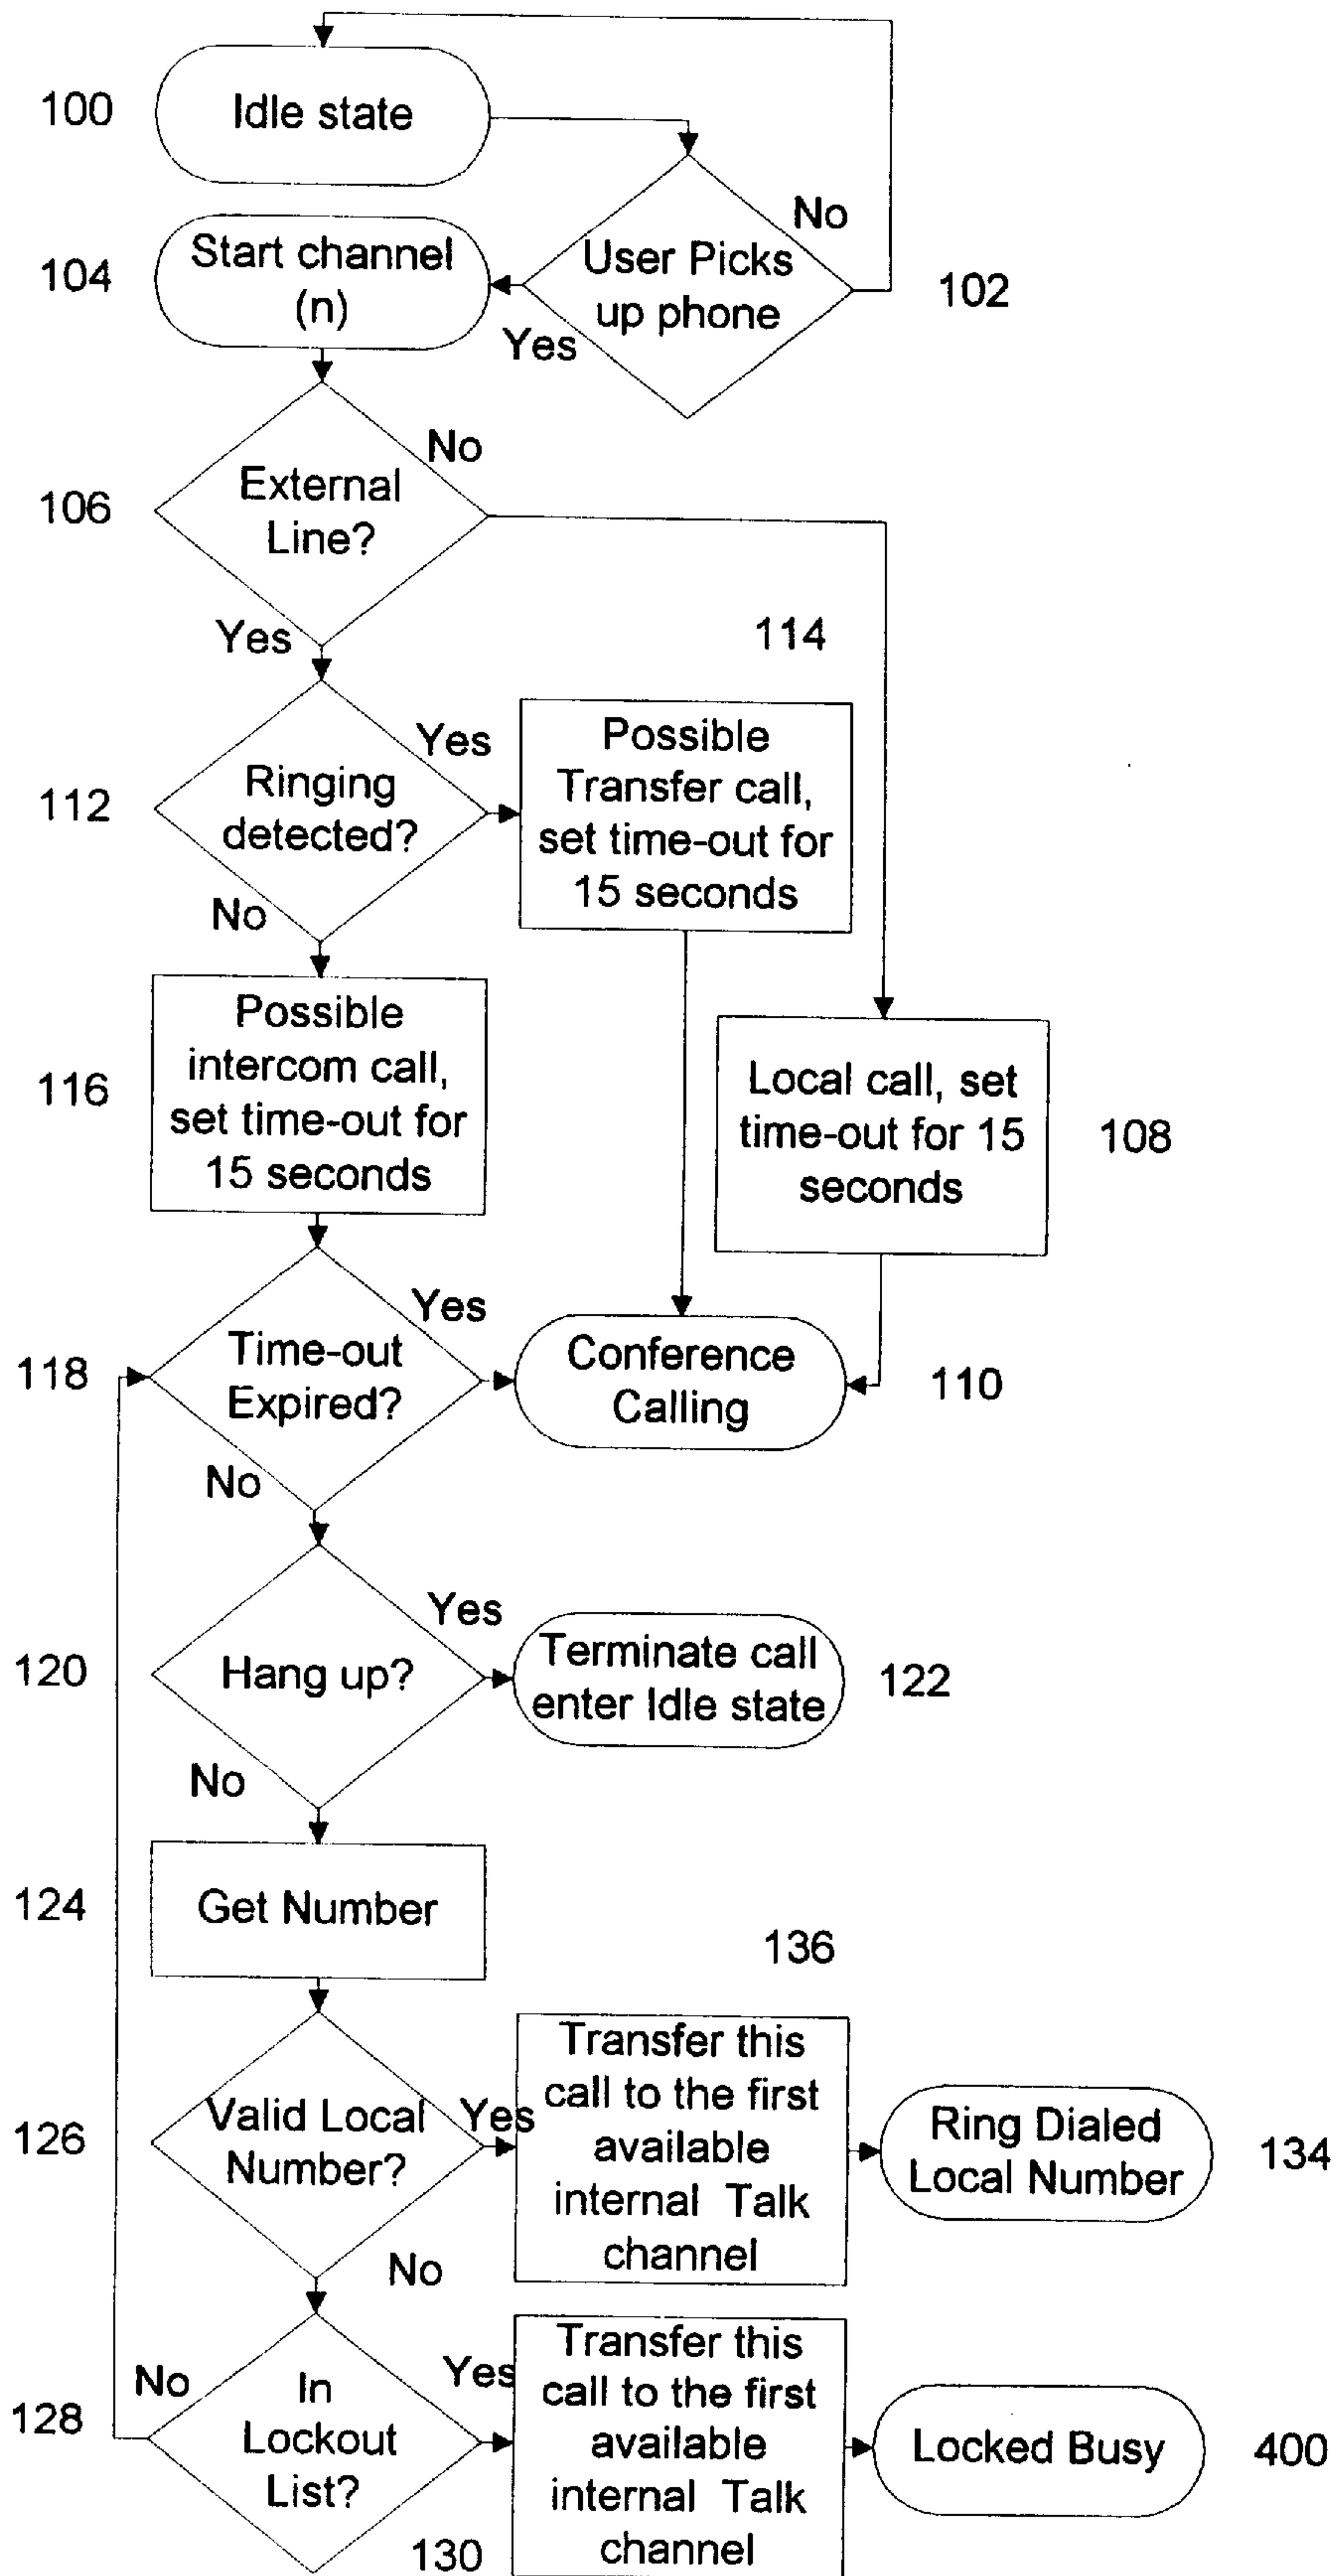 100
Idle state
No
User Picks
up phone
102
Yes
104
Start channel
(n)
106
External
Line?
No
Yes
112
Ringing
detected?
Yes
No
114
Possible
Transfer call,
set time-out for
15 seconds
116
Possible
intercom call,
set time-out for
15 seconds
Local call, set
time-out for 15
seconds
108
118
Time-out
Expired?
Yes
No
Conference
Calling
110
120
Hang up?
Yes
No
Terminate call
enter Idle state
122
124
Get Number
126
Valid Local
Number?
Yes
No
136
Transfer this
call to the first
available
internal Talk
channel
Ring Dialed
Local Number
134
128
No
In
Lockout
List?
Yes
130
Transfer this
call to the first
available
internal Talk
channel
Locked Busy
400